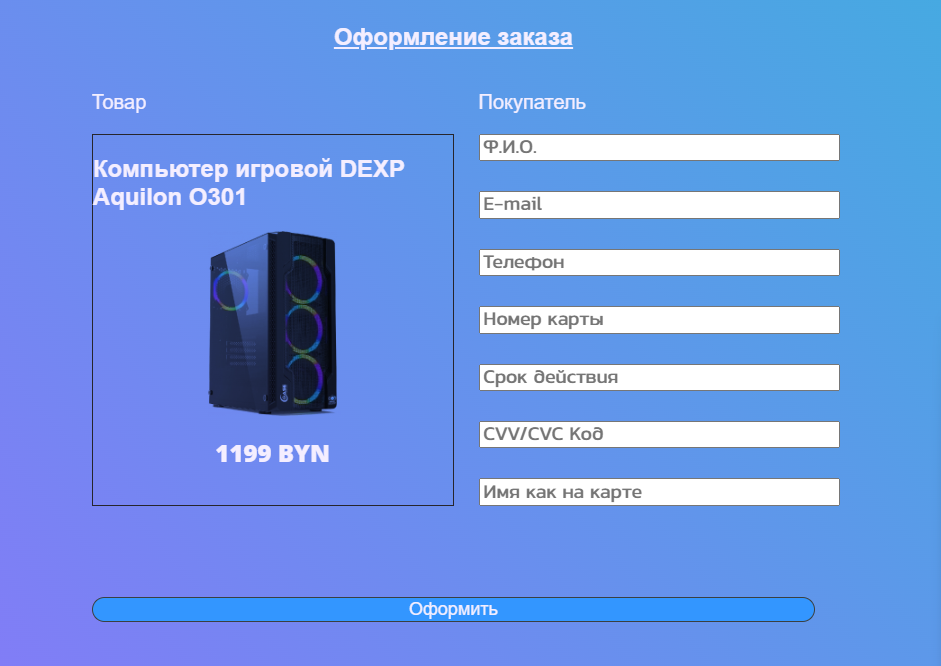 Оформление заказа
Товар
Покупатель
Компьютер игровой DEXP
Aquilon O301
1199 BYN
Ф.И.О.
E-mail
Телефон
Номер карты
Срок действия
CVV/CVC Код
Имя как на карте
Оформить